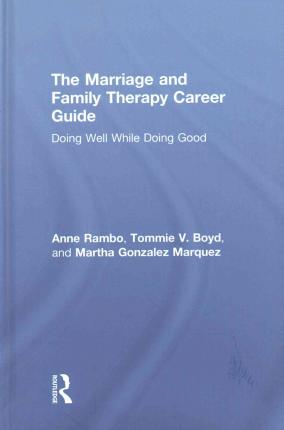 The Marriage and
Family Therapy Career
Guide
Doing Well While Doing Good
Anne Rambo, Tommie V. Boyd,
and Martha Gonzalez Marquez
ROUTLEDGE